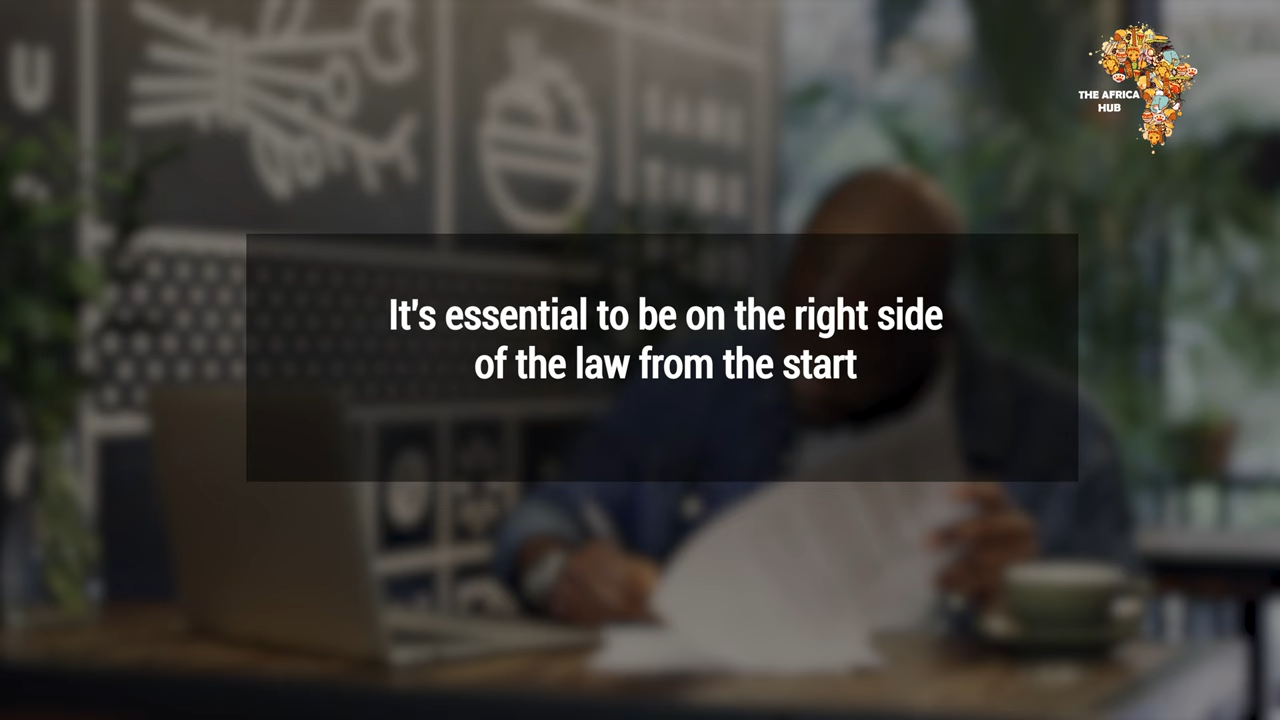 THE AFRICA
HUB
It's essential to be on the right side
of the law from the start